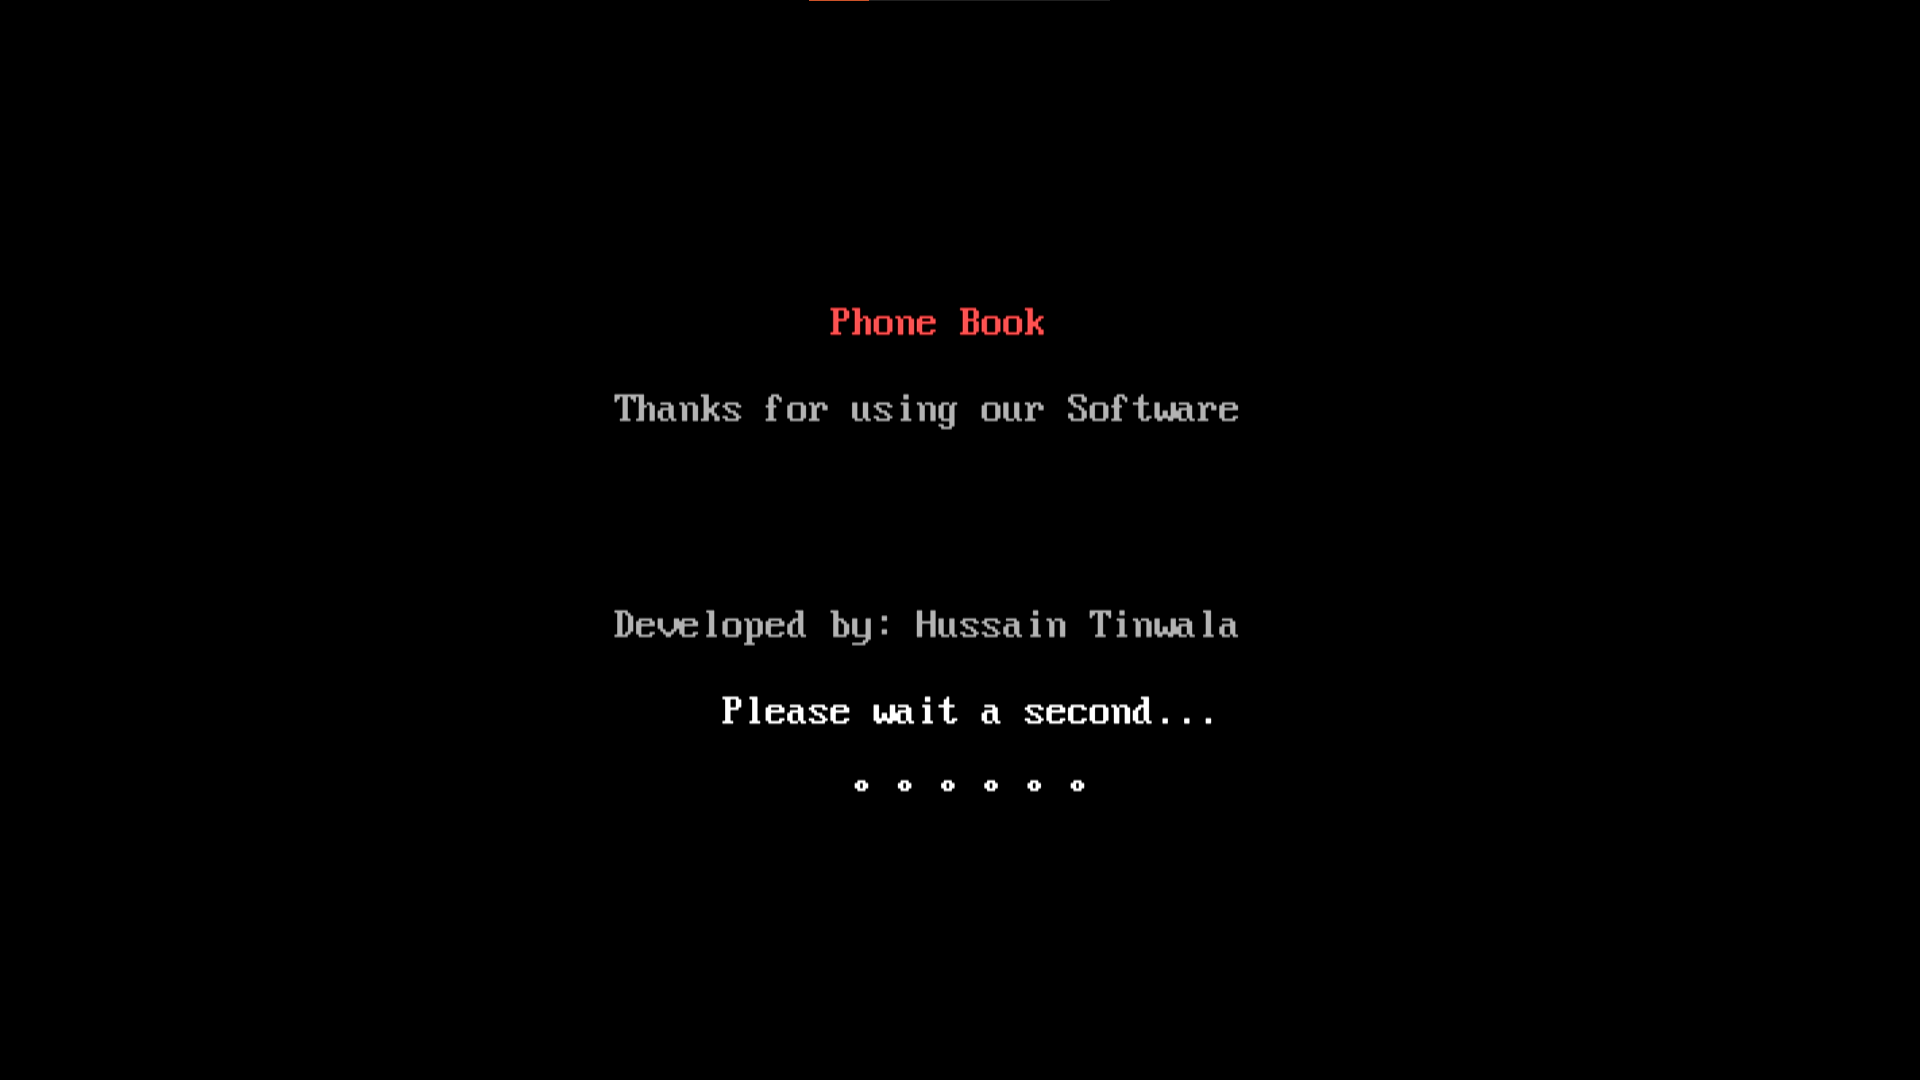 Phone Book
Thanks for using our Software
Developed by: Hussain Tinwala
Please wait a second...